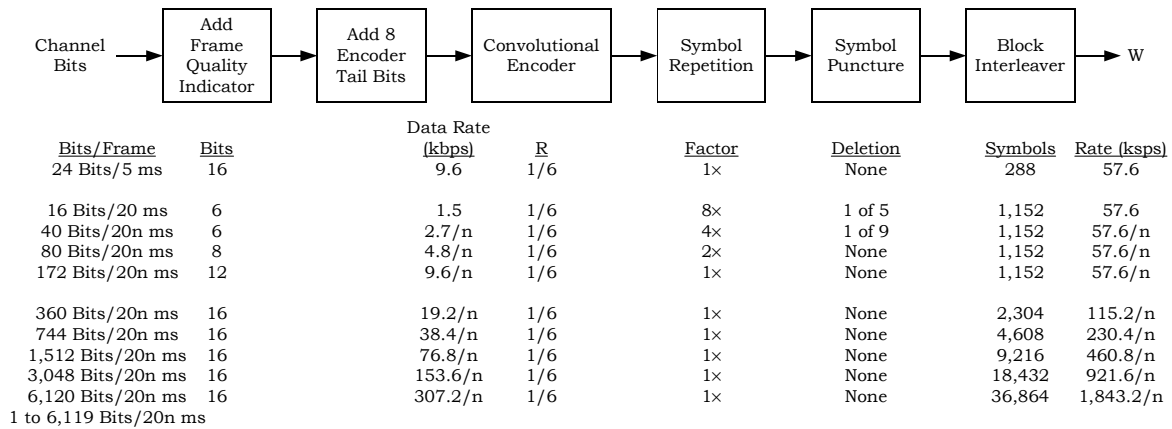 Channel Bits
Add Frame Quality Indicator
Add 8 Encoder Tail Bits
Convolutional Encoder
Symbol Repetition
Symbol Puncture
Block Interleaver
W
Bits/Frame Bits Data Rate (kbps) R Factor Deletion Symbols Rate (ksps)
24 Bits/5 ms 16 9.6 1/6 1× None 288 57.6
16 Bits/20 ms 6 1.5 1/6 8× 1 of 5 1,152 57.6
40 Bits/20n ms 6 2.7/n 1/6 4× 1 of 9 1,152 57.6/n
80 Bits/20n ms 8 4.8/n 1/6 2× None 1,152 57.6/n
172 Bits/20n ms 12 9.6/n 1/6 1× None 1,152 57.6/n
360 Bits/20n ms 16 19.2/n 1/6 1× None 2,304 115.2/n
744 Bits/20n ms 16 38.4/n 1/6 1× None 4,608 230.4/n
1,512 Bits/20n ms 16 76.8/n 1/6 1× None 9,216 460.8/n
3,048 Bits/20n ms 16 153.6/n 1/6 1× None 18,432 921.6/n
6,120 Bits/20n ms 16 307.2/n 1/6 1× None 36,864 1,843.2/n
1 to 6,119 Bits/20n ms